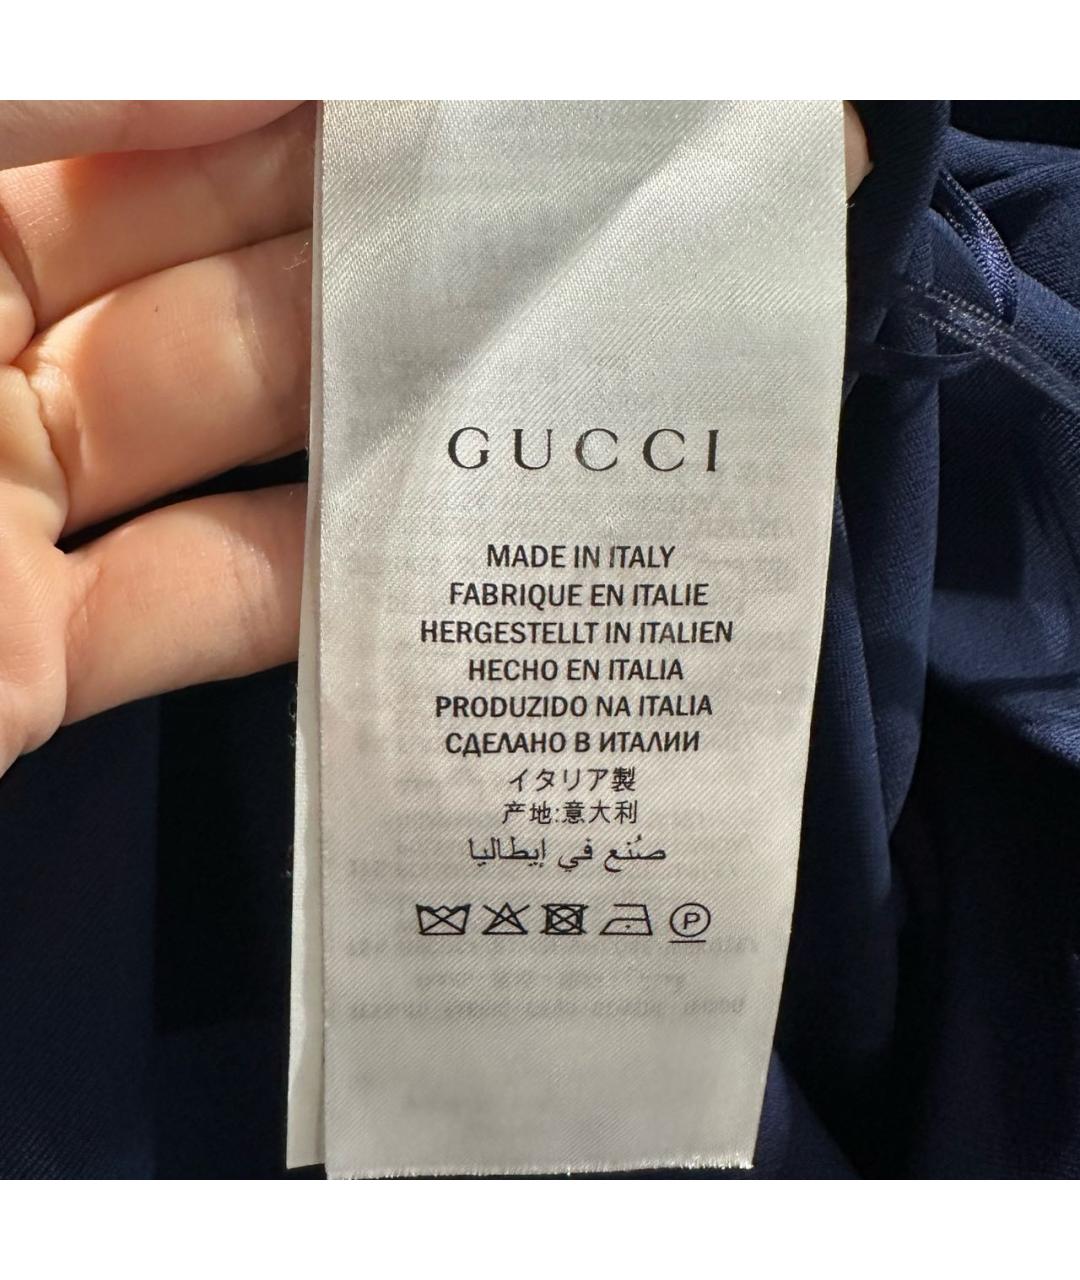 GUCCI
MADE IN ITALY
FABRIQUE EN ITALIE
HERGESTELLT IN ITALIEN
HECHO EN ITALIA
PRODUZIDO NA ITALIA
СДЕЛАНО В ИТАЛИИ
イタリア製
产地:意大利
صُنع في إيطاليا
P